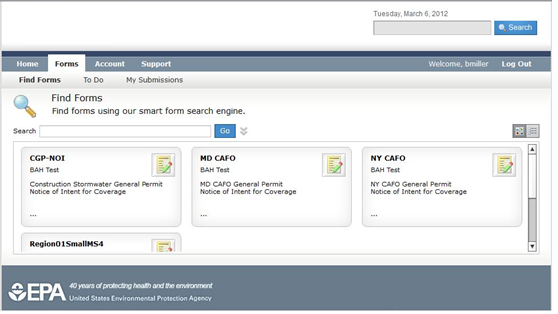 Tuesday, March 6, 2012
Search
Home Forms Account Support Welcome, bmiller Log Out
Find Forms To Do My Submissions
Find Forms
Find forms using our smart form search engine.
Search Go
CGP-NOI
BAH Test
Construction Stormwater General Permit
Notice of Intent for Coverage
...
MD CAFO
BAH Test
MD CAFO General Permit
Notice of Intent for Coverage
...
NY CAFO
BAH Test
NY CAFO General Permit
Notice of Intent for Coverage
...
Region01SmallMS4
EPA
40 years of protecting health and the environment
United States Environmental Protection Agency